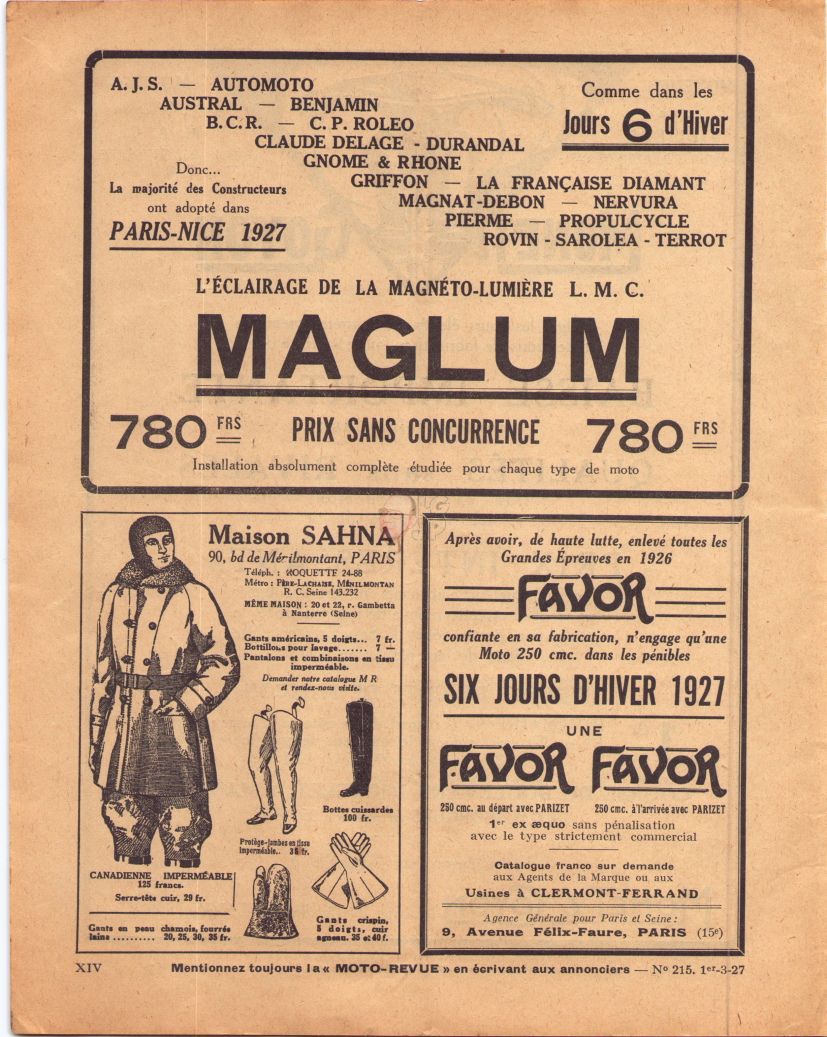 A. J. S. — AUTOMOTO
AUSTRAL — BENJAMIN
B. C. R. — C. P. ROLEO
CLAUDE DELAGE - DURANDAL
GNOME & RHONE
GRIFFON — LA FRANÇAISE DIAMANT
MAGNAT-DEBON — NERVURA
PIERME — PROPULCYCLE
ROVIN - SAROLEA - TERROT
Comme dans les
Jours 6 d'Hiver
Donc...
La majorité des Constructeurs
ont adopté dans
PARIS-NICE 1927
L'ÉCLAIRAGE DE LA MAGNÉTO-LUMIÈRE L. M. C.
MAGLUM
780 FRS PRIX SANS CONCURRENCE 780 FRS
Installation absolument complète étudiée pour chaque type de moto
Maison SAHNA
90, bd de Mérilmontant, PARIS
Téléph. : ROQUETTE 24-88
Métro : PÈRE-LACHAISE, MÉNILMONTAN
R. C. Seine 143.232
MÊME MAISON : 20 et 22, r. Gambetta
à Nanterre (Seine)
Gants américains, 5 doigts... 7 fr.
Bottillons pour lavage....... 7 —
Pantalons et combinaisons en tissu
imperméable.
Demander notre catalogue M R
et rendez-nous visite.
Bottes cuissardes
100 fr.
Protège-jambes en tissu
imperméable.. 35 fr.
CANADIENNE IMPERMÉABLE
125 francs.
Serre-tête cuir, 29 fr.
Gants en peau chamois, fourrés
laine .......... 20, 25, 30, 35 fr.
Gants crispin,
5 doigts, cuir
agneau. 35 et 40 f.
Après avoir, de haute lutte, enlevé toutes les
Grandes Épreuves en 1926
FAVOR
confiante en sa fabrication, n'engage qu'une
Moto 250 cmc. dans les pénibles
SIX JOURS D'HIVER 1927
UNE
FAVOR FAVOR
250 cmc. au départ avec PARIZET 250 cmc. à l'arrivée avec PARIZET
1er ex æquo sans pénalisation
avec le type strictement commercial
Catalogue franco sur demande
aux Agents de la Marque ou aux
Usines à CLERMONT-FERRAND
Agence Générale pour Paris et Seine :
9, Avenue Félix-Faure, PARIS (15e)
XIV Mentionnez toujours la « MOTO-REVUE » en écrivant aux annonciers — No 215. 1er-3-27